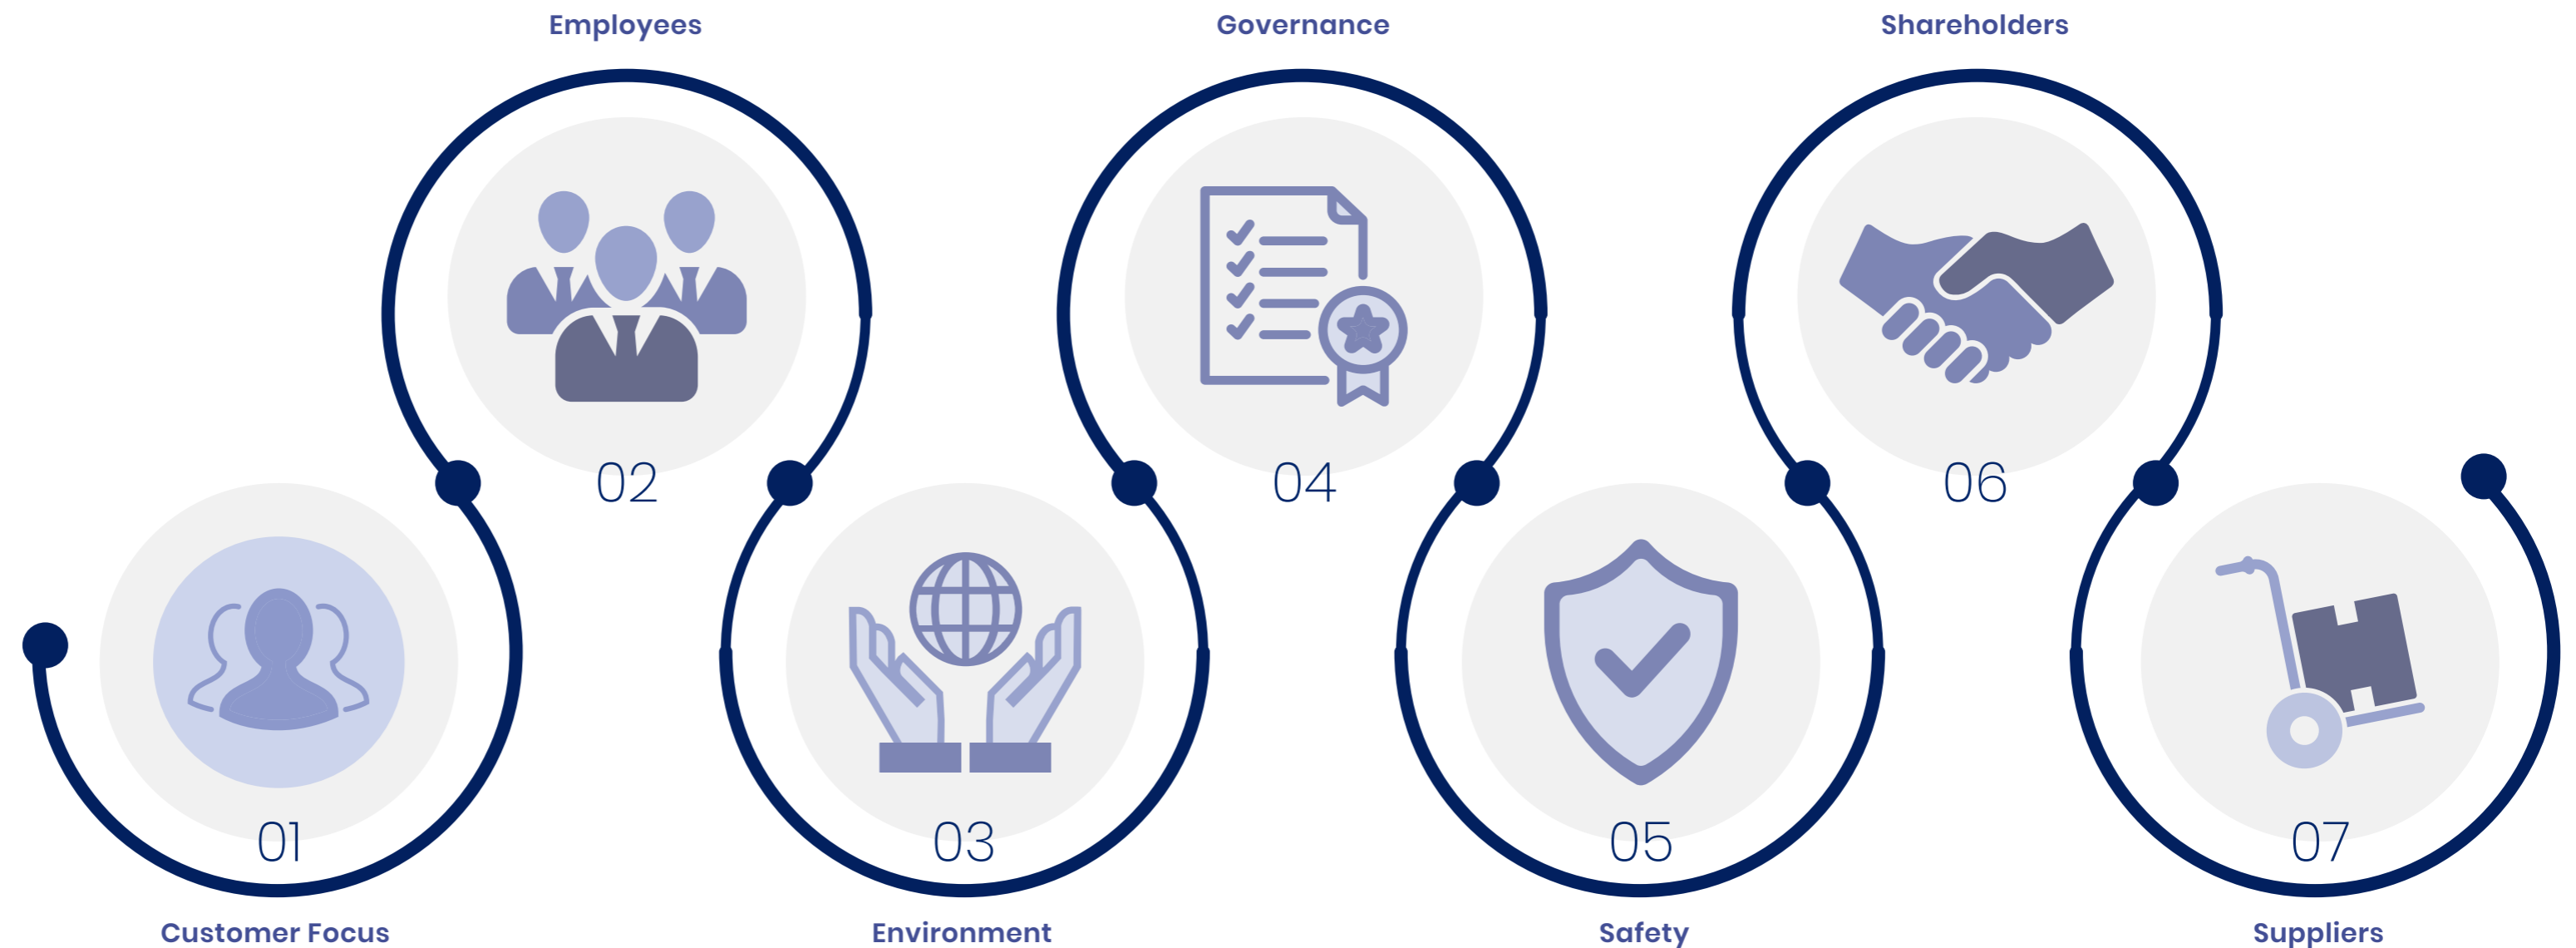 Employees
Governance
Shareholders
02
04
06
01
03
05
07
Customer Focus
Environment
Safety
Suppliers